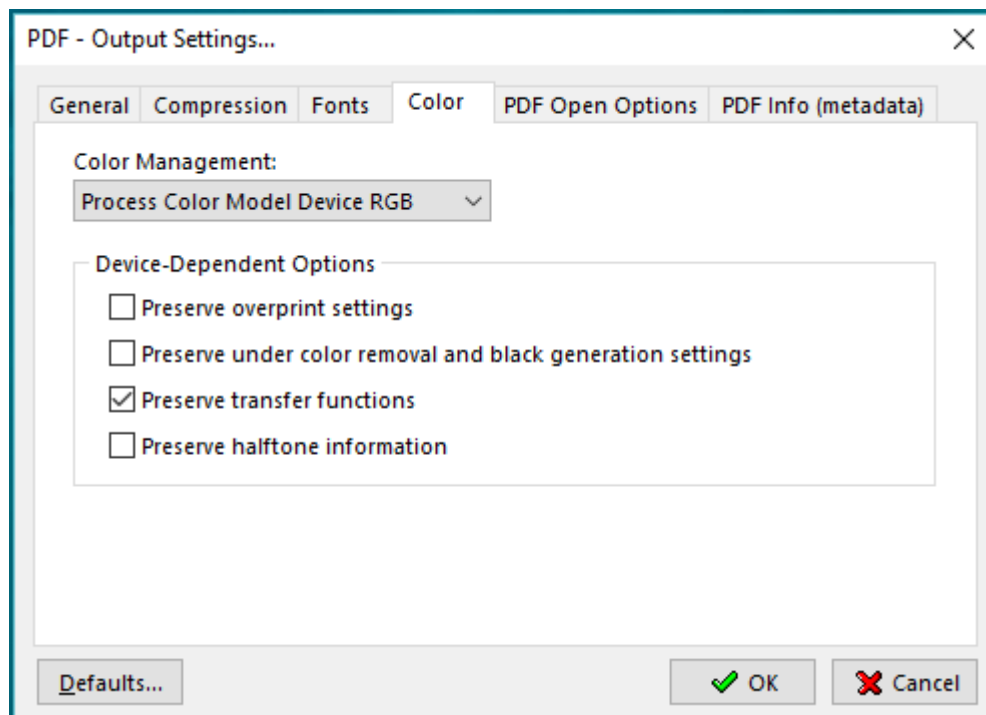 PDF - Output Settings...
General Compression Fonts Color PDF Open Options PDF Info (metadata)
Color Management:
Process Color Model Device RGB
Device-Dependent Options
Preserve overprint settings
Preserve under color removal and black generation settings
Preserve transfer functions
Preserve halftone information
Defaults... OK Cancel